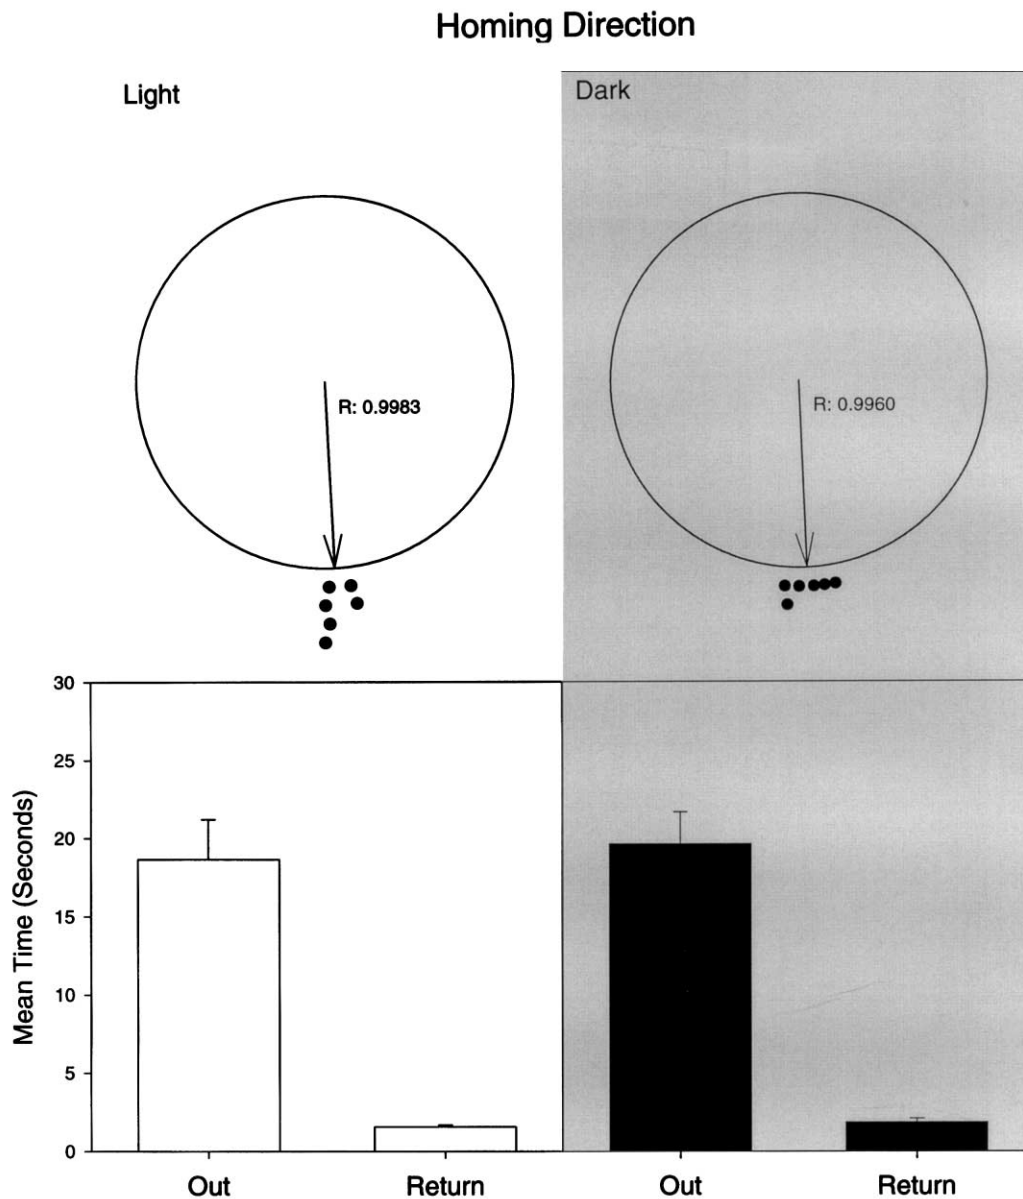 Homing Direction
Light
Dark
R: 0.9983
R: 0.9960
30
25
20
15
10
5
0
Mean Time (Seconds)
Out
Return
Out
Return